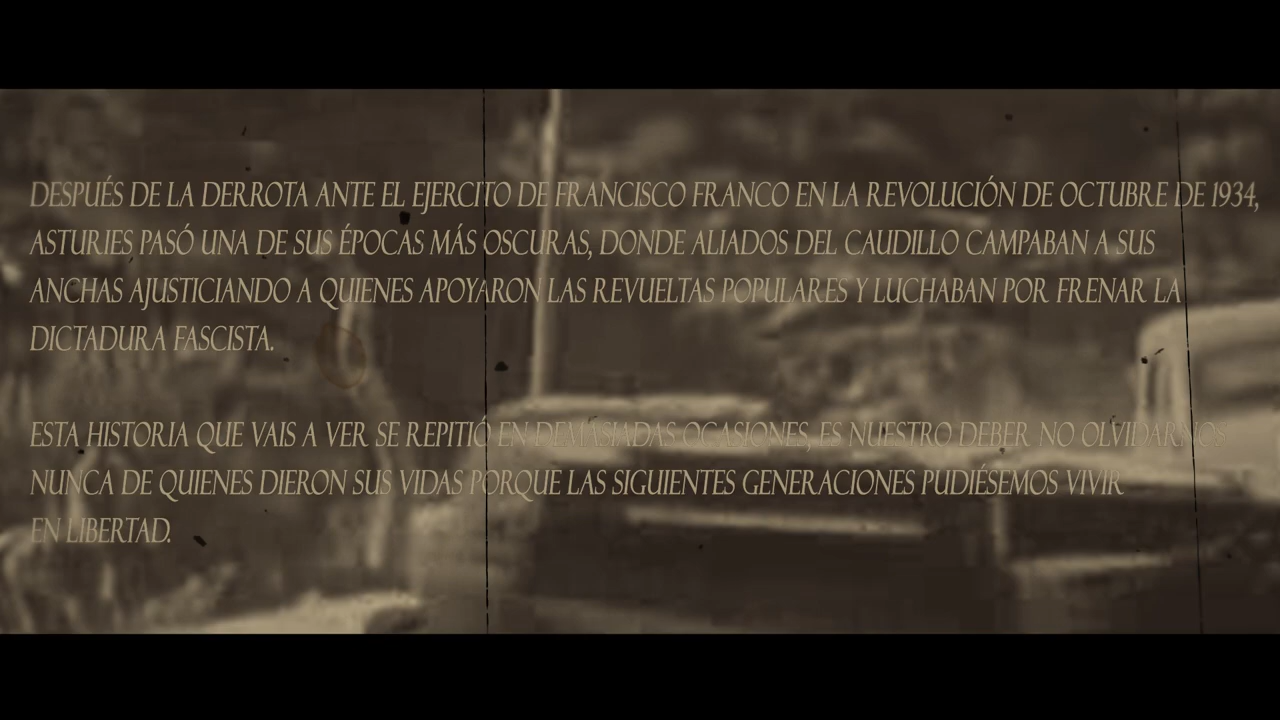 DESPUÉS DE LA DERROTA ANTE EL EJERCITO DE FRANCISCO FRANCO EN LA REVOLUCIÓN DE OCTUBRE DE 1934,
ASTURIES PASÓ UNA DE SUS ÉPOCAS MÁS OSCURAS, DONDE ALIADOS DEL CAUDILLO CAMPABAN A SUS
ANCHAS AJUSTICIANDO A QUIENES APOYARON LAS REVUELTAS POPULARES Y LUCHABAN POR FRENAR LA
DICTADURA FASCISTA.
ESTA HISTORIA QUE VAIS A VER SE REPITIÓ EN DEMASIADAS OCASIONES, ES NUESTRO DEBER NO OLVIDARNOS
NUNCA DE QUIENES DIERON SUS VIDAS PORQUE LAS SIGUIENTES GENERACIONES PUDIÉSEMOS VIVIR
EN LIBERTAD.